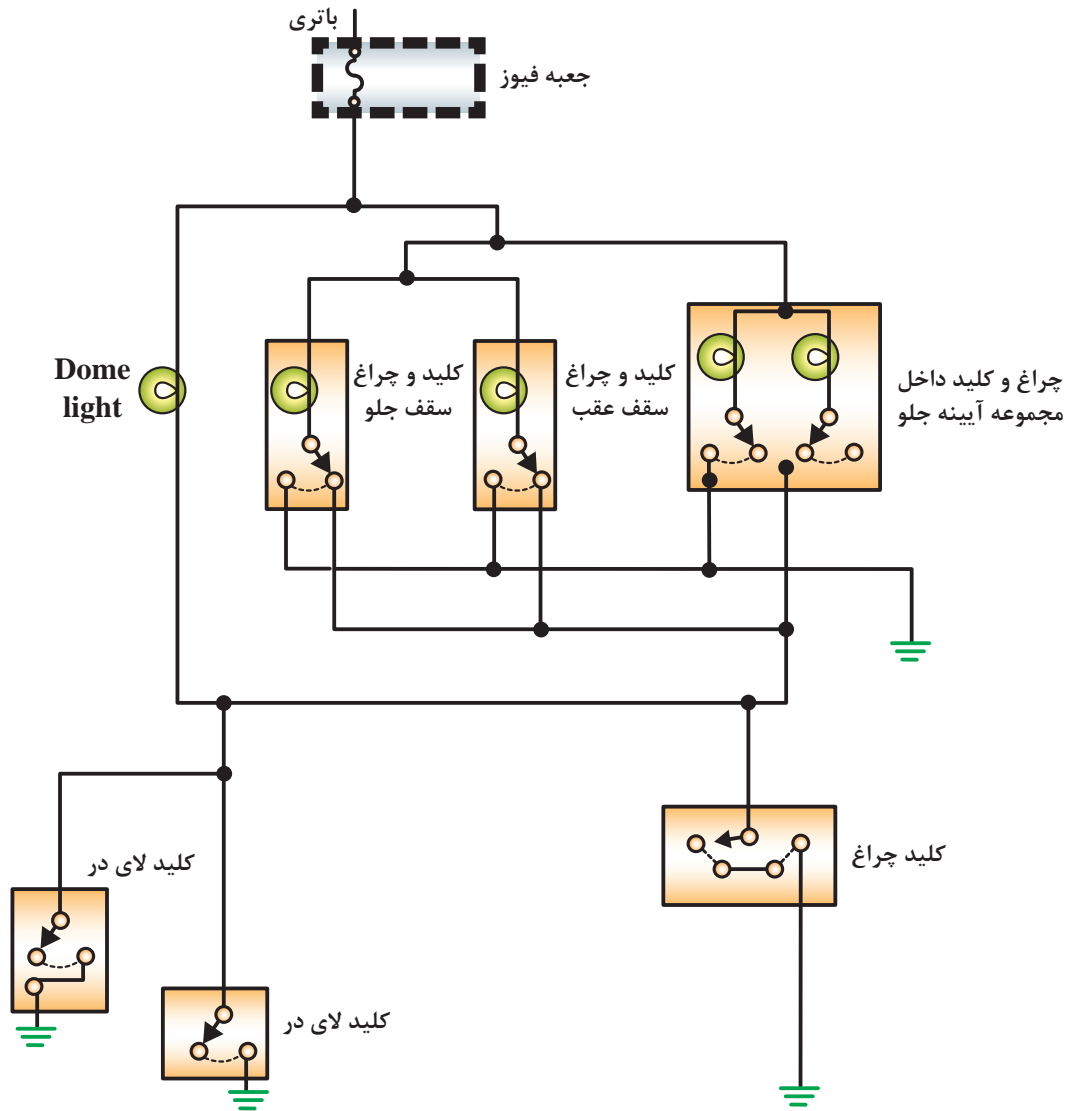 باتری
جعبه فیوز
Dome
light
کلید و چراغ
سقف جلو
کلید و چراغ
سقف عقب
چراغ و کلید داخل
مجموعه آیینه جلو
کلید لای در
کلید چراغ
کلید لای در